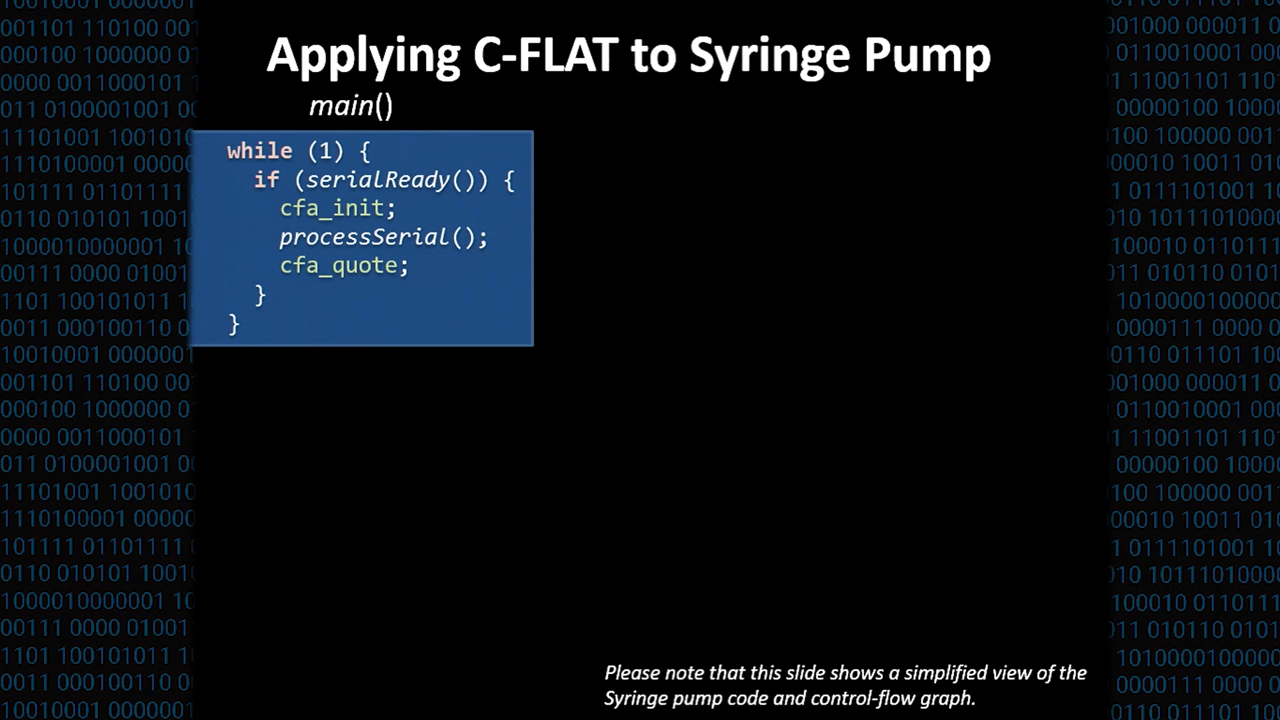 Applying C-FLAT to Syringe Pump
main()
while (1) {
if (serialReady()) {
cfa_init;
processSerial();
cfa_quote;
}
}
Please note that this slide shows a simplified view of the
Syringe pump code and control-flow graph.